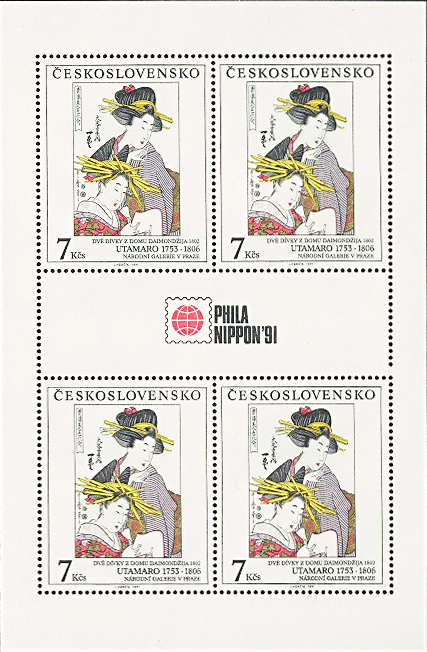 ČESKOSLOVENSKO
7 Kčs
DVĚ DÍVKY Z DOMU DAIMONDŽIJA 1802
UTAMARO 1753 - 1806
NÁRODNÍ GALERIE V PRAZE
ČESKOSLOVENSKO
7 Kčs
DVĚ DÍVKY Z DOMU DAIMONDŽIJA 1802
UTAMARO 1753 - 1806
NÁRODNÍ GALERIE V PRAZE
PHILA
NIPPON'91
ČESKOSLOVENSKO
7 Kčs
DVĚ DÍVKY Z DOMU DAIMONDŽIJA 1802
UTAMARO 1753 - 1806
NÁRODNÍ GALERIE V PRAZE
ČESKOSLOVENSKO
7 Kčs
DVĚ DÍVKY Z DOMU DAIMONDŽIJA 1802
UTAMARO 1753 - 1806
NÁRODNÍ GALERIE V PRAZE